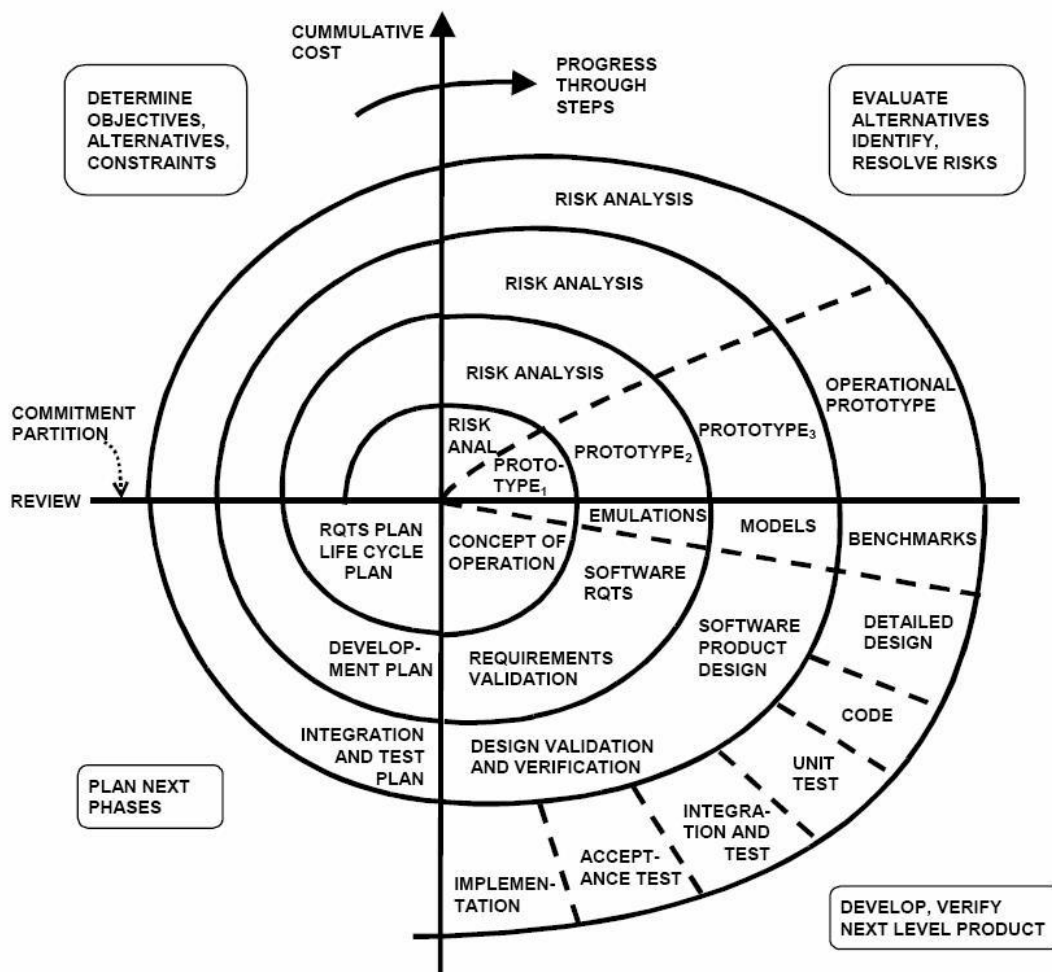 CUMMULATIVE
COST
PROGRESS
THROUGH
STEPS
DETERMINE
OBJECTIVES,
ALTERNATIVES,
CONSTRAINTS
EVALUATE
ALTERNATIVES
IDENTIFY,
RESOLVE RISKS
RISK ANALYSIS
RISK ANALYSIS
RISK ANALYSIS
RISK
ANAL
PROTO-
TYPE1
PROTOTYPE2
PROTOTYPE3
OPERATIONAL
PROTOTYPE
COMMITMENT
PARTITION
REVIEW
RQTS PLAN
LIFE CYCLE
PLAN
CONCEPT OF
OPERATION
EMULATIONS
MODELS
BENCHMARKS
SOFTWARE
RQTS
SOFTWARE
PRODUCT
DESIGN
DETAILED
DESIGN
DEVELOP-
MENT PLAN
REQUIREMENTS
VALIDATION
CODE
INTEGRATION
AND TEST
PLAN
DESIGN VALIDATION
AND VERIFICATION
UNIT
TEST
INTEGRA-
TION AND
TEST
ACCEPT-
ANCE TEST
IMPLEMEN-
TATION
PLAN NEXT
PHASES
DEVELOP, VERIFY
NEXT LEVEL PRODUCT